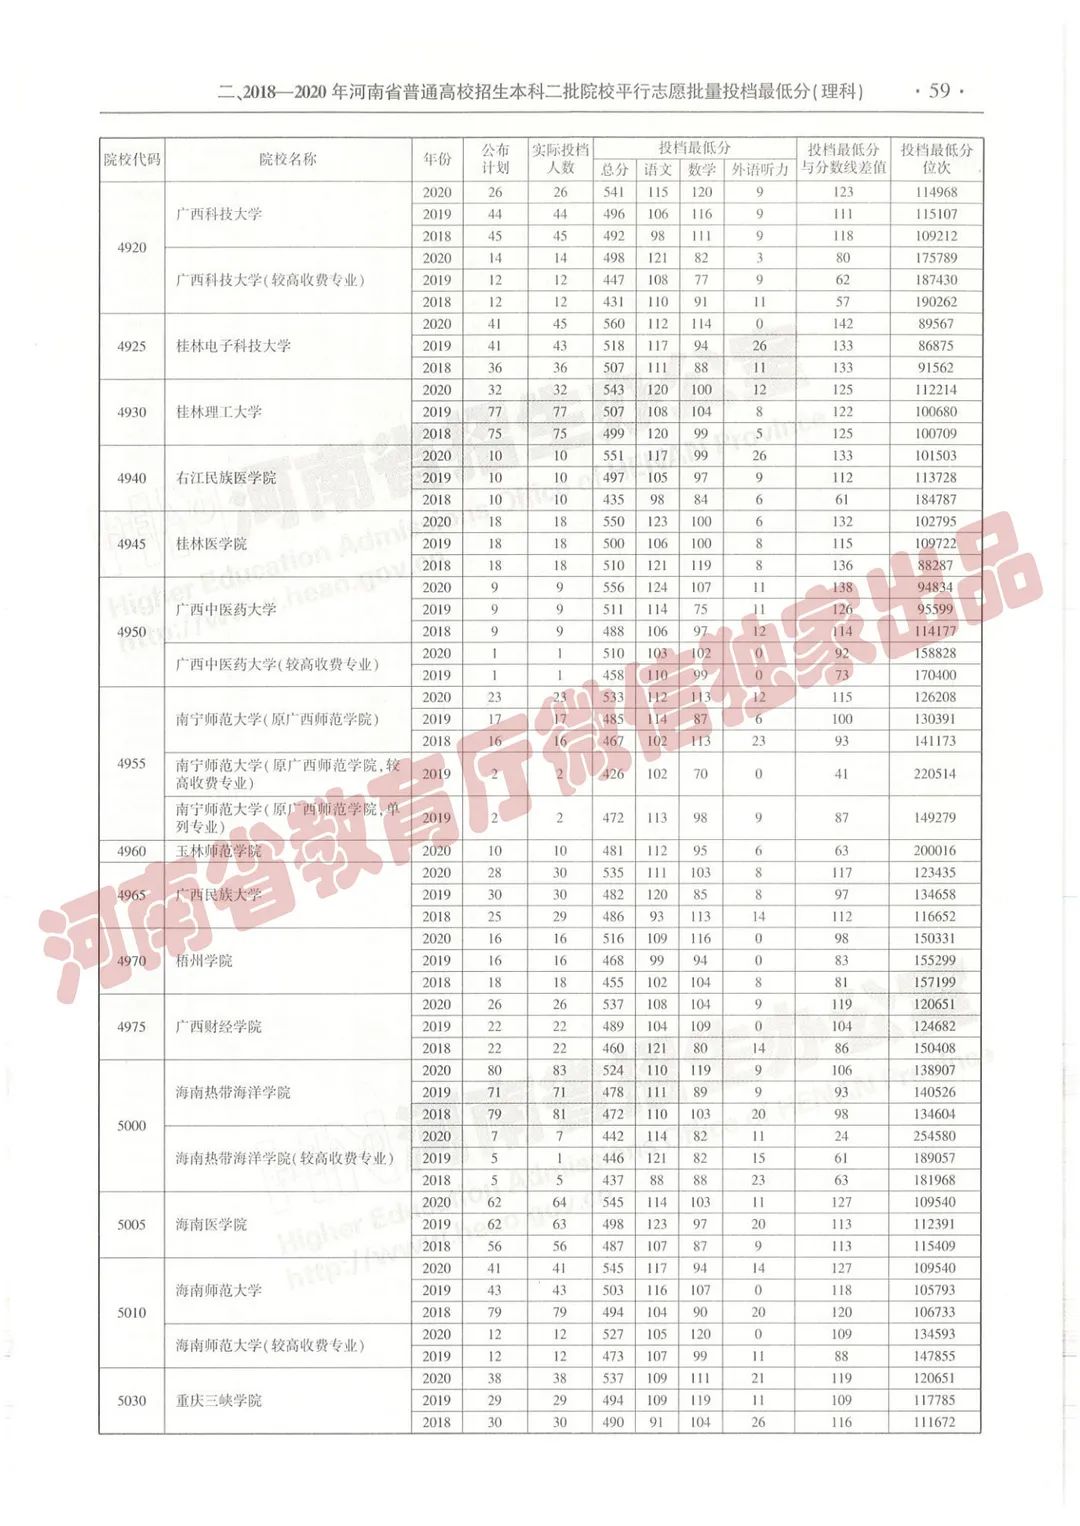 二、2018—2020年河南省普通高校招生本科二批院校平行志愿批量投档最低分(理科) ·59·
院校代码 院校名称 年份 公布计划 实际投档人数 投档最低分 投档最低分与分数线差值 投档最低分位次
总分 语文 数学 外语听力
4920 广西科技大学 2020 26 26 541 115 120 9 123 114968
2019 44 44 496 106 116 9 111 115107
2018 45 45 492 98 111 9 118 109212
广西科技大学(较高收费专业) 2020 14 14 498 121 82 3 80 175789
2019 12 12 447 108 77 9 62 187430
2018 12 12 431 110 91 11 57 190262
4925 桂林电子科技大学 2020 41 45 560 112 114 0 142 89567
2019 41 43 518 117 94 26 133 86875
2018 36 36 507 111 88 11 133 91562
4930 桂林理工大学 2020 32 32 543 120 100 12 125 112214
2019 77 77 507 108 104 8 122 100680
2018 75 75 499 120 99 5 125 100709
4940 右江民族医学院 2020 10 10 551 117 99 26 133 101503
2019 10 10 497 105 97 9 112 113728
2018 10 10 435 98 84 6 61 184787
4945 桂林医学院 2020 18 18 550 123 100 6 132 102795
2019 18 18 500 106 100 8 115 109722
2018 18 18 510 121 119 8 136 88287
4950 广西中医药大学 2020 9 9 556 124 107 11 138 94834
2019 9 9 511 114 75 11 126 95599
2018 9 9 488 106 97 12 114 114177
广西中医药大学(较高收费专业) 2020 1 1 510 103 102 0 92 158828
2019 1 1 458 110 99 0 73 170400
4955 南宁师范大学(原广西师范学院) 2020 23 23 533 112 113 12 115 126208
2019 17 17 485 114 87 6 100 130391
2018 16 16 467 102 113 23 93 141173
南宁师范大学(原广西师范学院,较高收费专业) 2019 2 2 426 102 70 0 41 220514
南宁师范大学(原广西师范学院,单列专业) 2019 2 2 472 113 98 9 87 149279
4960 玉林师范学院 2020 10 10 481 112 95 6 63 200016
4965 广西民族大学 2020 28 30 535 111 103 8 117 123435
2019 30 30 482 120 85 8 97 134658
2018 25 29 486 93 113 14 112 116652
4970 梧州学院 2020 16 16 516 109 116 0 98 150331
2019 16 16 468 99 94 0 83 155299
2018 18 18 455 102 104 8 81 157199
4975 广西财经学院 2020 26 26 537 108 104 9 119 120651
2019 22 22 489 104 109 0 104 124682
2018 22 22 460 121 80 14 86 150408
5000 海南热带海洋学院 2020 80 83 524 110 119 9 106 138907
2019 71 71 478 111 89 9 93 140526
2018 79 81 472 110 103 20 98 134604
海南热带海洋学院(较高收费专业) 2020 7 7 442 114 82 11 24 254580
2019 5 1 446 121 82 15 61 189057
2018 5 5 437 88 88 23 63 181968
5005 海南医学院 2020 62 64 545 114 103 11 127 109540
2019 62 63 498 123 97 20 113 112391
2018 56 56 487 107 87 9 113 115409
5010 海南师范大学 2020 41 41 545 117 94 14 127 109540
2019 43 43 503 116 107 0 118 105793
2018 79 79 494 104 90 20 120 106733
海南师范大学(较高收费专业) 2020 12 12 527 105 120 0 109 134593
2019 12 12 473 107 99 11 88 147855
5030 重庆三峡学院 2020 38 38 537 109 111 21 119 120651
2019 29 29 494 109 119 11 109 117785
2018 30 30 490 91 104 26 116 111672
河南省教育厅微信独家出品